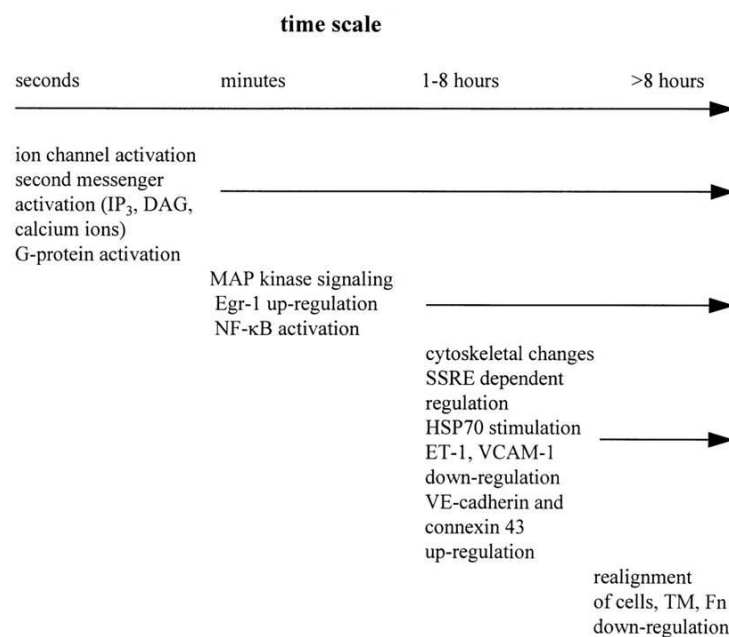 time scale
seconds minutes 1-8 hours >8 hours
ion channel activation
second messenger
activation (IP₃, DAG,
calcium ions)
G-protein activation
MAP kinase signaling
Egr-1 up-regulation
NF-κB activation
cytoskeletal changes
SSRE dependent
regulation
HSP70 stimulation
ET-1, VCAM-1
down-regulation
VE-cadherin and
connexin 43
up-regulation
realignment
of cells, TM, Fn
down-regulation